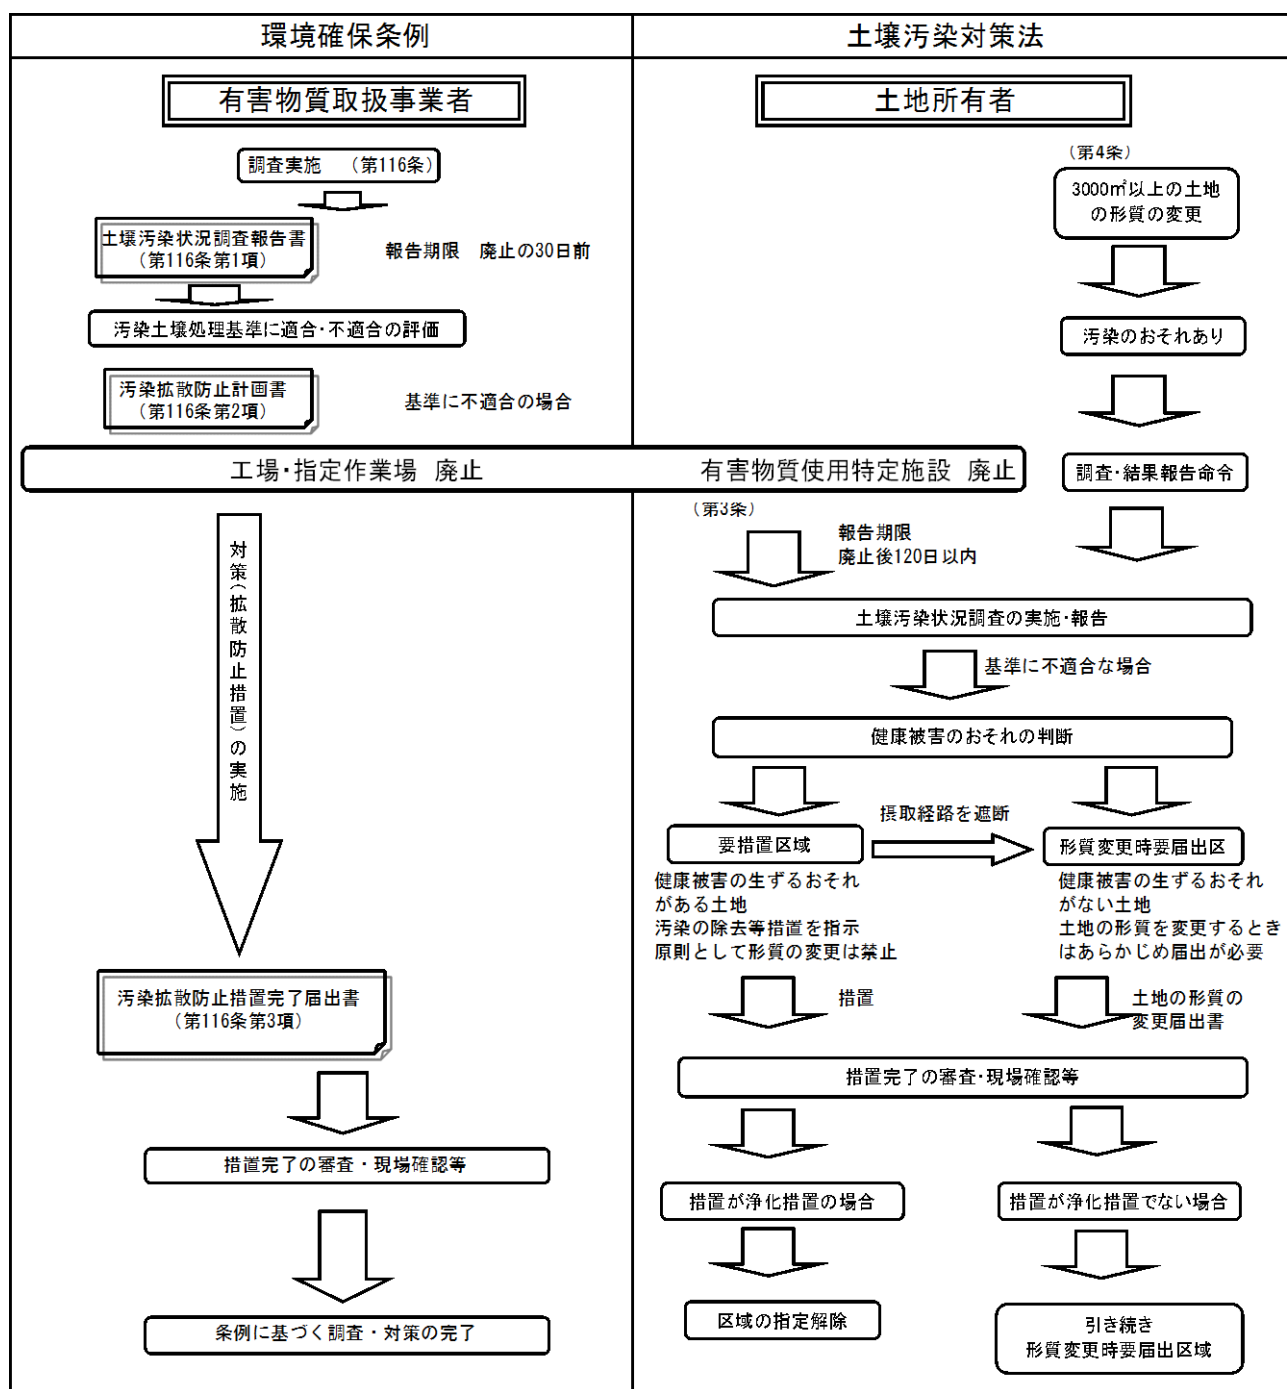 環境確保条例
有害物質取扱事業者
調査実施 （第116条）
土壌汚染状況調査報告書
（第116条第1項）
報告期限 廃止の30日前
汚染土壌処理基準に適合・不適合の評価
汚染拡散防止計画書
（第116条第2項）
基準に不適合の場合
工場・指定作業場 廃止
対策（拡散防止措置）の実施
汚染拡散防止措置完了届出書
（第116条第3項）
措置完了の審査・現場確認等
条例に基づく調査・対策の完了
土壌汚染対策法
土地所有者
（第4条）
3000㎡以上の土地
の形質の変更
汚染のおそれあり
調査・結果報告命令
有害物質使用特定施設 廃止
（第3条）
報告期限
廃止後120日以内
土壌汚染状況調査の実施・報告
基準に不適合な場合
健康被害のおそれの判断
要措置区域
摂取経路を遮断
形質変更時要届出区
健康被害の生ずるおそれ
がある土地
汚染の除去等措置を指示
原則として形質の変更は禁止
健康被害の生ずるおそれ
がない土地
土地の形質を変更するとき
はあらかじめ届出が必要
措置
土地の形質の
変更届出書
措置完了の審査・現場確認等
措置が浄化措置の場合
措置が浄化措置でない場合
区域の指定解除
引き続き
形質変更時要届出区域